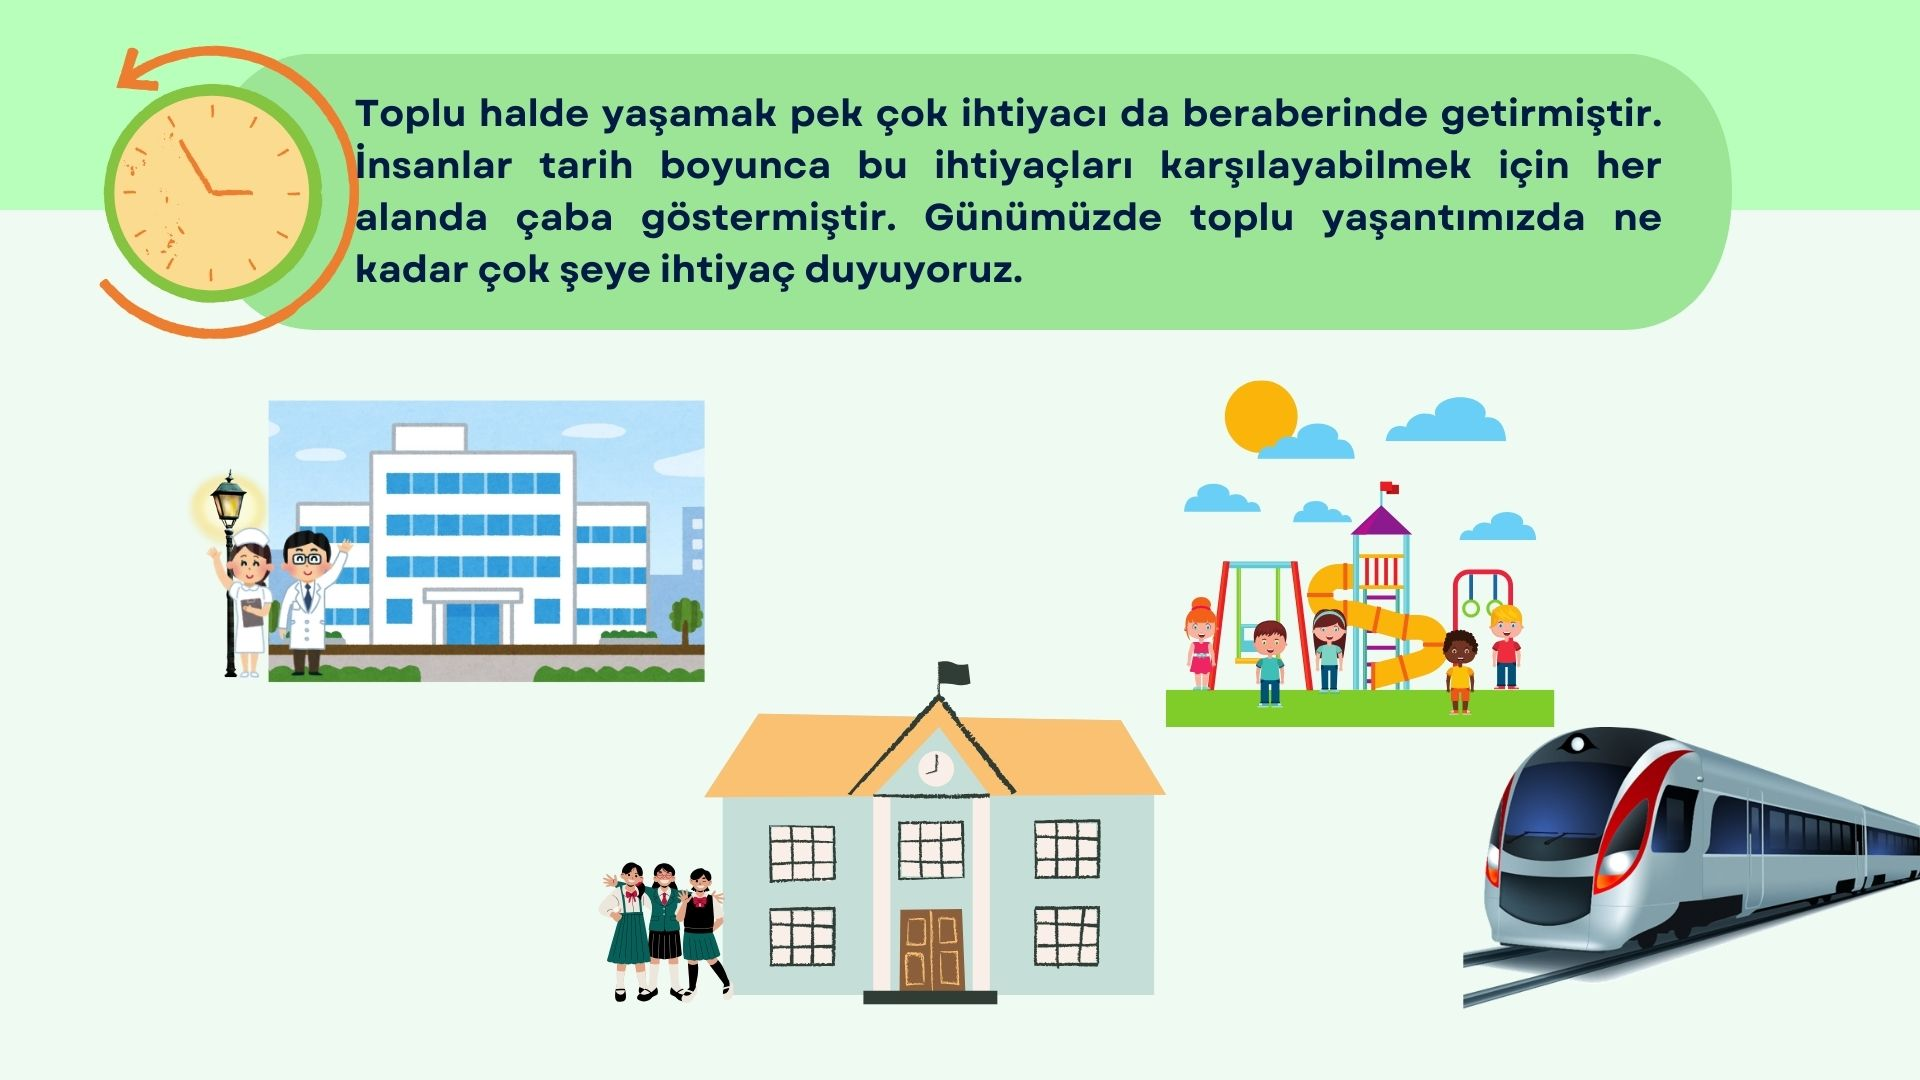 Toplu halde yaşamak pek çok ihtiyacı da beraberinde getirmiştir.
İnsanlar tarih boyunca bu ihtiyaçları karşılayabilmek için her
alanda çaba göstermiştir. Günümüzde toplu yaşantımızda ne
kadar çok şeye ihtiyaç duyuyoruz.